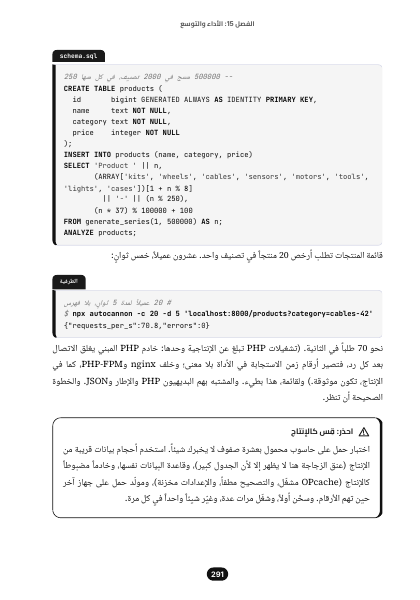 الفصل 15: الأداء والتوسع
schema.sql
-- 500000 منتج في 2000 تصنيف، في كل منها 250
CREATE TABLE products (
id bigint GENERATED ALWAYS AS IDENTITY PRIMARY KEY,
name text NOT NULL,
category text NOT NULL,
price integer NOT NULL
);
INSERT INTO products (name, category, price)
SELECT 'Product ' || n,
(ARRAY['kits', 'wheels', 'cables', 'sensors', 'motors', 'tools',
'lights', 'cases'])[1 + n % 8]
|| '-' || (n % 250),
(n * 37) % 100000 + 100
FROM generate_series(1, 500000) AS n;
ANALYZE products;
قائمة المنتجات تطلب أرخص 20 منتجاً في تصنيف واحد. عشرون عميلاً، خمس ثوانٍ:
الطرفية
# 20 عميلاً لمدة 5 ثوانٍ، بلا فهرس
$ npx autocannon -c 20 -d 5 'localhost:8000/products?category=cables-42'
{"requests_per_s":70.8,"errors":0}
نحو 70 طلباً في الثانية. (تشغيلات PHP تبلغ عن الإنتاجية وحدها: خادم PHP المبني يغلق الاتصال
بعد كل رد، فتصير أرقام زمن الاستجابة في الأداة بلا معنى؛ وخلف nginx وPHP-FPM، كما في
الإنتاج، تكون موثوقة.) ولقائمة، هذا بطيء. والمشتبه بهم البديهيون PHP والإطار وJSON. والخطوة
الصحيحة أن تنظر.
احذر: قِس كالإنتاج
اختبار حمل على حاسوب محمول بعشرة صفوف لا يخبرك شيئاً. استخدم أحجام بيانات قريبة من
الإنتاج (عنق الزجاجة هنا لا يظهر إلا لأن الجدول كبير)، وقاعدة البيانات نفسها، وخادماً مضبوطاً
كالإنتاج (OPcache مشغّل، والتصحيح مطفأ، والإعدادات مخزنة)، ومولّد حمل على جهاز آخر
حين تهم الأرقام. وسخّن أولاً، وشغّل مرات عدة، وغيّر شيئاً واحداً في كل مرة.
291